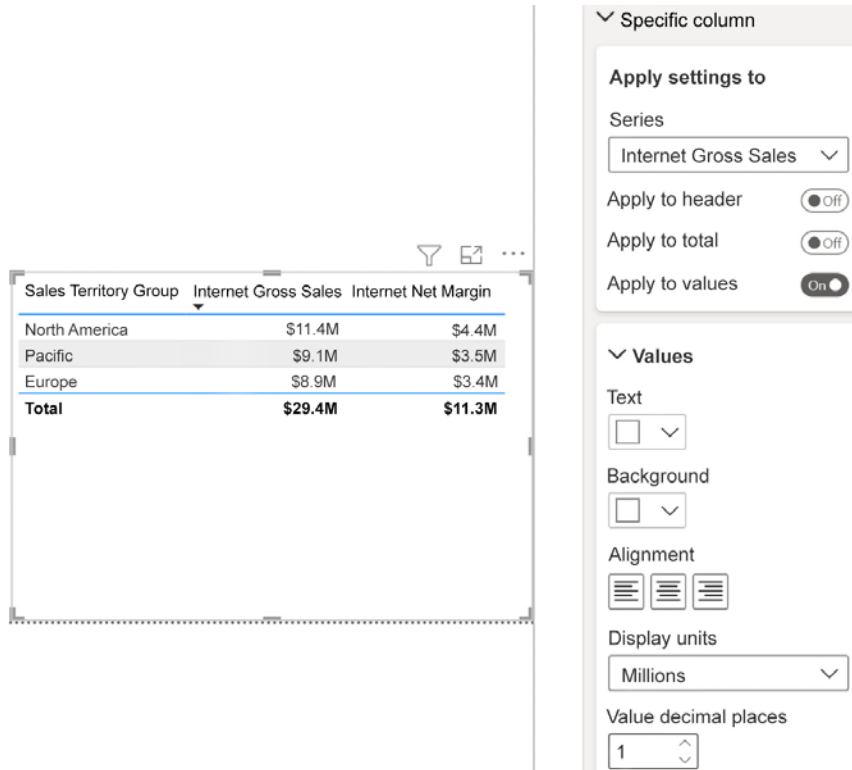 Sales Territory Group Internet Gross Sales Internet Net Margin
North America $11.4M $4.4M
Pacific $9.1M $3.5M
Europe $8.9M $3.4M
Total $29.4M $11.3M
Specific column
Apply settings to
Series
Internet Gross Sales
Apply to header Off
Apply to total Off
Apply to values On
Values
Text
Background
Alignment
Display units
Millions
Value decimal places
1